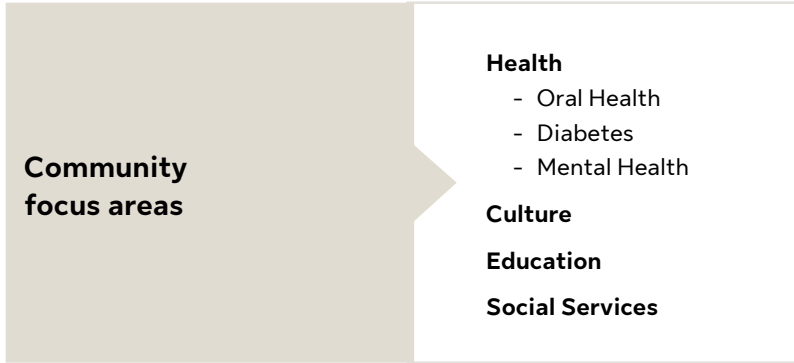 Community
focus areas
Health
- Oral Health
- Diabetes
- Mental Health
Culture
Education
Social Services